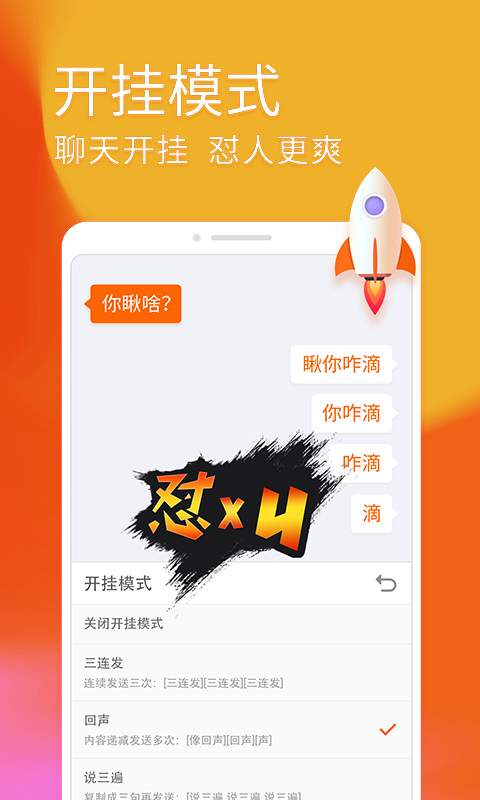 开挂模式
聊天开挂 怼人更爽
你瞅啥?
瞅你咋滴
你咋滴
咋滴
滴
怼x4
开挂模式
关闭开挂模式
三连发
连续发送三次：[三连发][三连发][三连发]
回声
内容递减发送多次：[像回声][回声][声]
说三遍
复制成三句再发送：[说三遍 说三遍 说三遍]